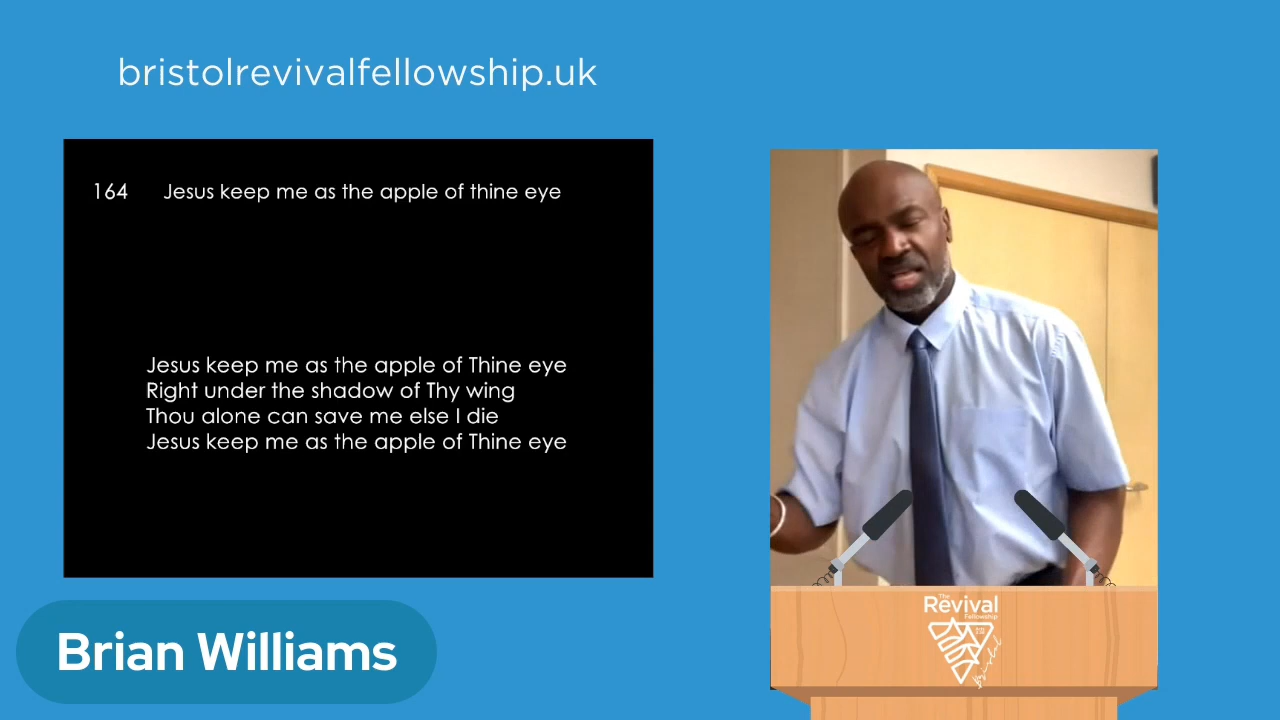 bristolrevivalfellowship.uk
164 Jesus keep me as the apple of thine eye
Jesus keep me as the apple of Thine eye
Right under the shadow of Thy wing
Thou alone can save me else I die
Jesus keep me as the apple of Thine eye
Brian Williams
The
Revival
Fellowship
Bristol